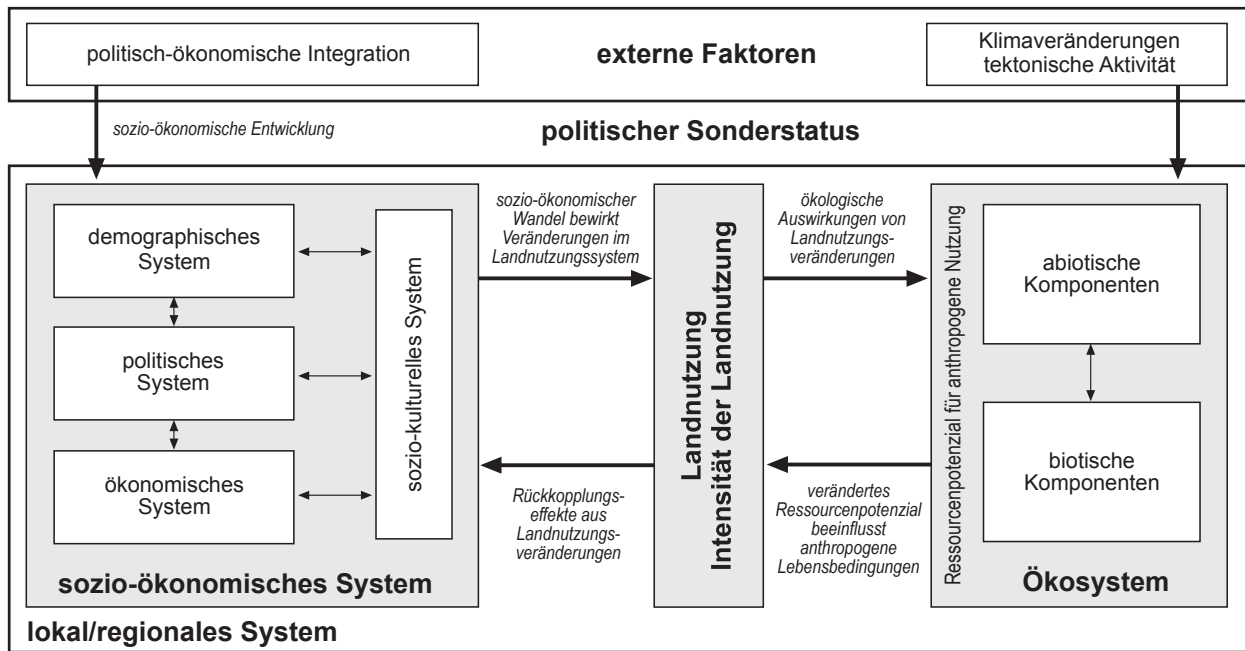 politisch-ökonomische Integration
externe Faktoren
Klimaveränderungen
tektonische Aktivität
sozio-ökonomische Entwicklung
politischer Sonderstatus
demographisches
System
politisches
System
ökonomisches
System
sozio-kulturelles System
sozio-ökonomisches System
sozio-ökonomischer
Wandel bewirkt
Veränderungen im
Landnutzungssystem
Rückkopplungs-
effekte aus
Landnutzungs-
veränderungen
Landnutzung
Intensität der Landnutzung
ökologische
Auswirkungen von
Landnutzungs-
veränderungen
verändertes
Ressourcenpotenzial
beeinflusst
anthropogene
Lebensbedingungen
Ressourcenpotenzial für anthropogene Nutzung
abiotische
Komponenten
biotische
Komponenten
Ökosystem
lokal/regionales System